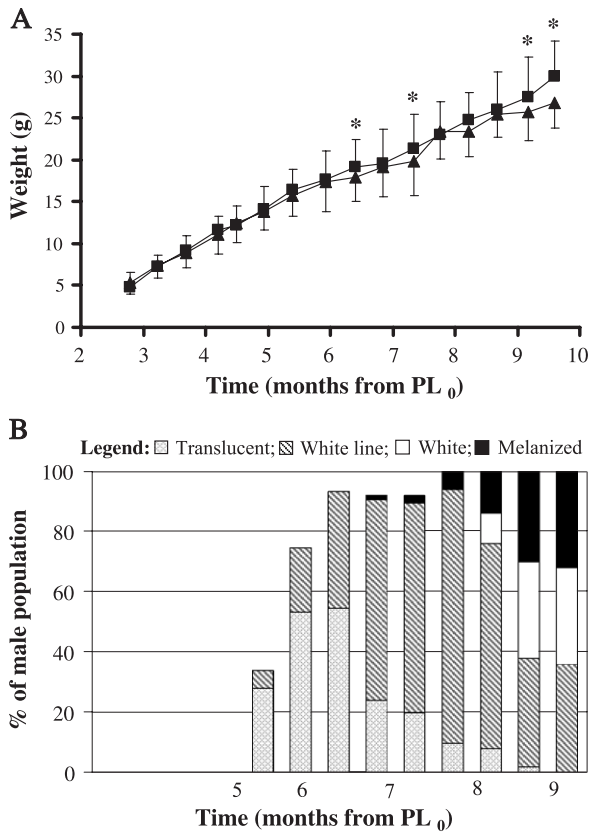 A
* * * *
35
30
25
20
15
10
5
0
Weight (g)
2 3 4 5 6 7 8 9 10
Time (months from PL 0)
B
Legend: Translucent; White line; White; Melanized
100
80
60
40
20
0
% of male population
5 6 7 8 9
Time (months from PL 0)